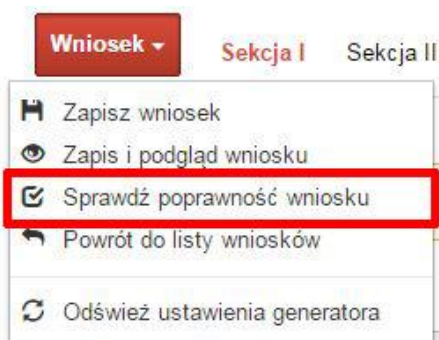 Wniosek Sekcja I Sekcja II
Zapisz wniosek
Zapis i podgląd wniosku
Sprawdź poprawność wniosku
Powrót do listy wniosków
Odśwież ustawienia generatora